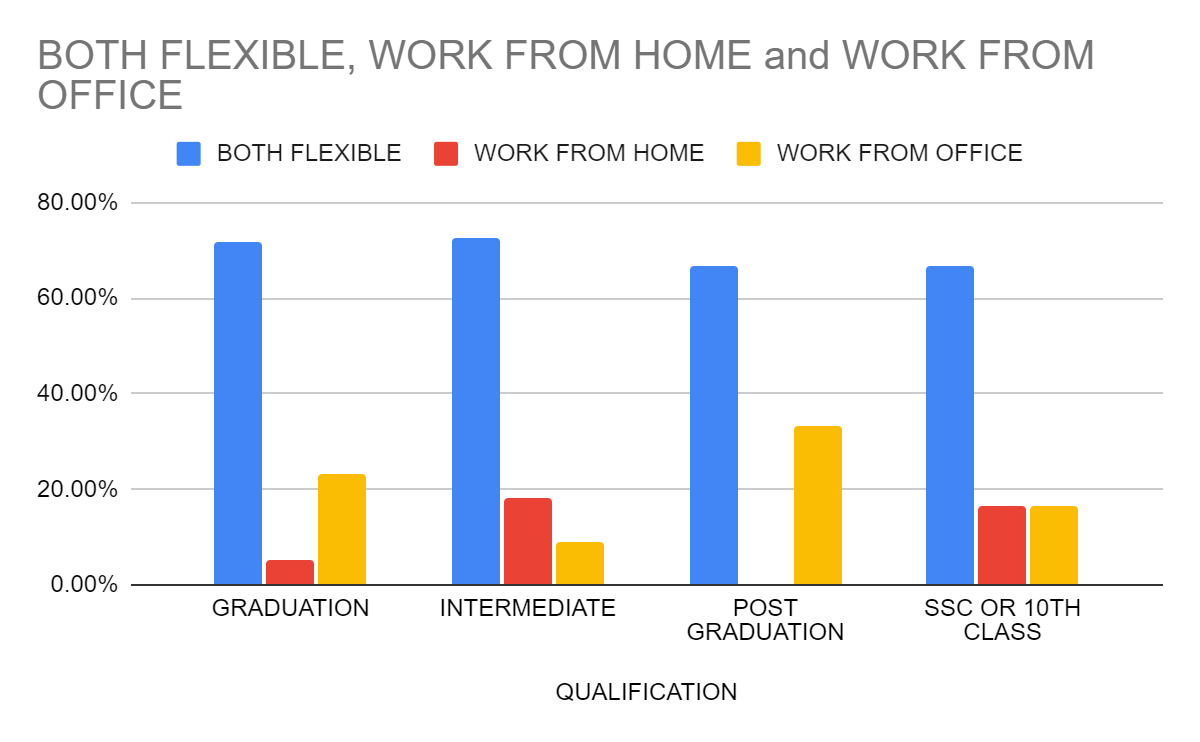 BOTH FLEXIBLE, WORK FROM HOME and WORK FROM
OFFICE
BOTH FLEXIBLE WORK FROM HOME WORK FROM OFFICE
80.00%
60.00%
40.00%
20.00%
0.00%
GRADUATION
INTERMEDIATE
POST
GRADUATION
SSC OR 10TH
CLASS
QUALIFICATION